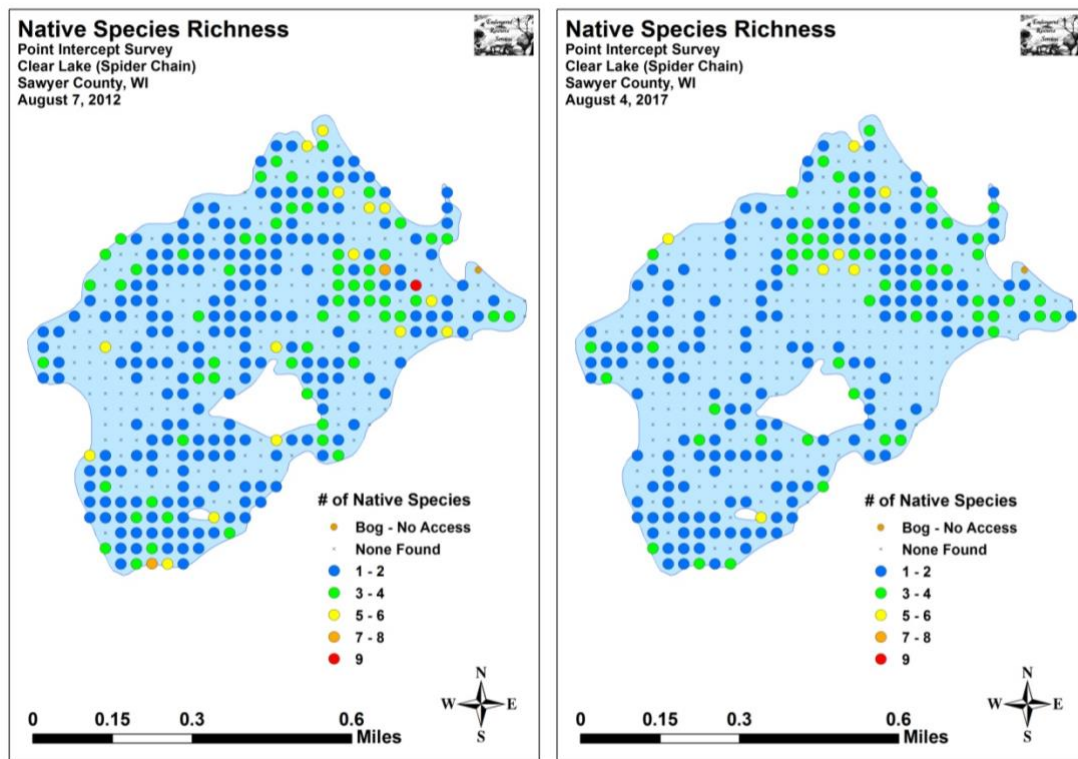 Native Species Richness
Point Intercept Survey
Clear Lake (Spider Chain)
Sawyer County, WI
August 7, 2012
Endangered
Resource
Services
# of Native Species
Bog - No Access
None Found
1 - 2
3 - 4
5 - 6
7 - 8
9
N
W E
S
0 0.15 0.3 0.6
Miles
Native Species Richness
Point Intercept Survey
Clear Lake (Spider Chain)
Sawyer County, WI
August 4, 2017
# of Native Species
Bog - No Access
None Found
1 - 2
3 - 4
5 - 6
7 - 8
9
N
W E
S
0 0.15 0.3 0.6
Miles